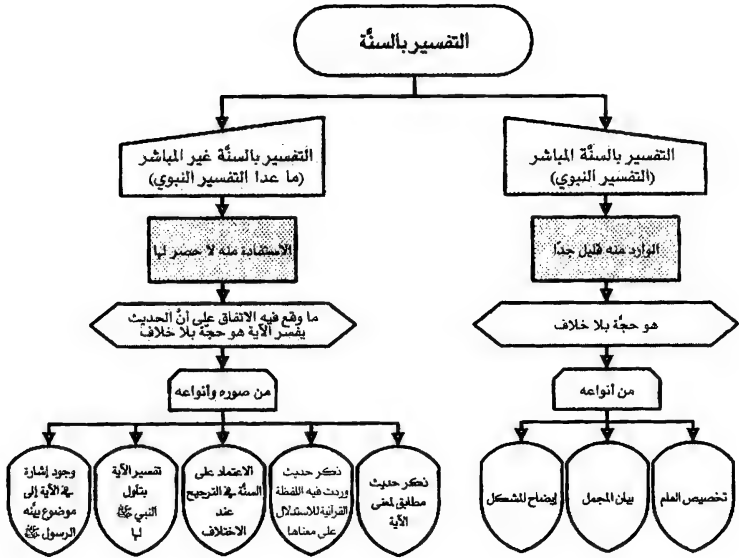 التفسير بالسنَّة
التفسير بالسنَّة المباشر
(التفسير النبوي)
الوارد منه قليل جدًا
هو حجَّة بلا خلاف
من أنواعه
تخصيص العام
بيان المجمل
إيضاح المشكل
التفسير بالسنَّة غير المباشر
(ما عدا التفسير النبوي)
الاستفادة منه لا حصر لها
ما وقع فيه الاتفاق على أنَّ الحديث
يفسر الآية هو حجَّة بلا خلاف
من صوره وأنواعه
ذكر حديث
مطابق لمعنى
الآية
ذكر حديث
وردت فيه اللفظة
القرآنية للاستدلال
على معناها
الاعتماد على
السنَّة في الترجيح
عند
الاختلاف
تفسير الآية
بتأول
النبي ﷺ
لها
وجود إشارة
في الآية إلى
موضوع بيَّنه
الرسول ﷺ